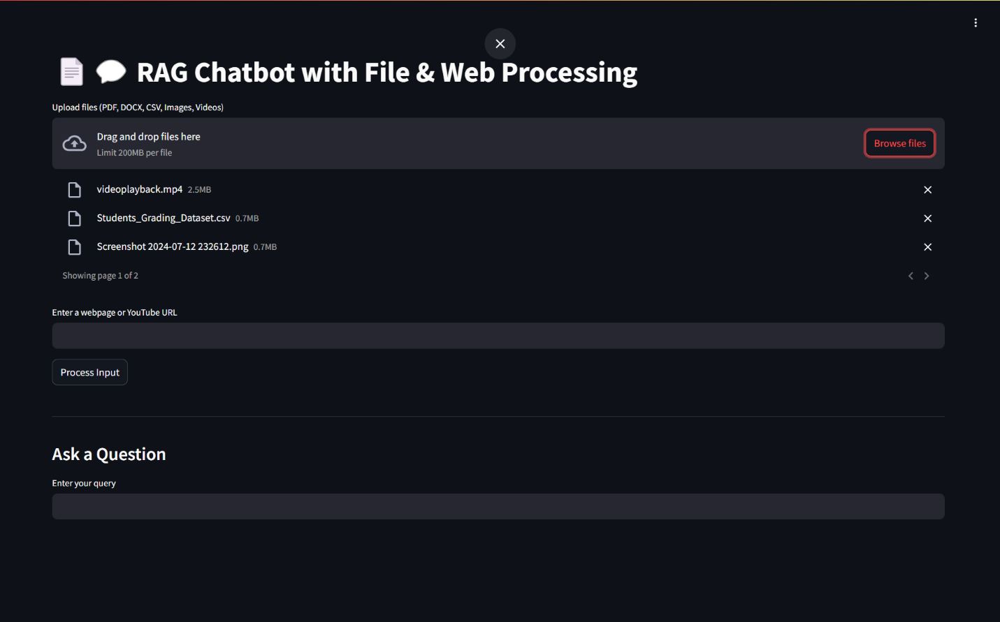 RAG Chatbot with File & Web Processing
Upload files (PDF, DOCX, CSV, Images, Videos)
Drag and drop files here
Limit 200MB per file
Browse files
videoplayback.mp4 2.5MB
Students_Grading_Dataset.csv 0.7MB
Screenshot 2024-07-12 232612.png 0.7MB
Showing page 1 of 2
Enter a webpage or YouTube URL
Process Input
Ask a Question
Enter your query